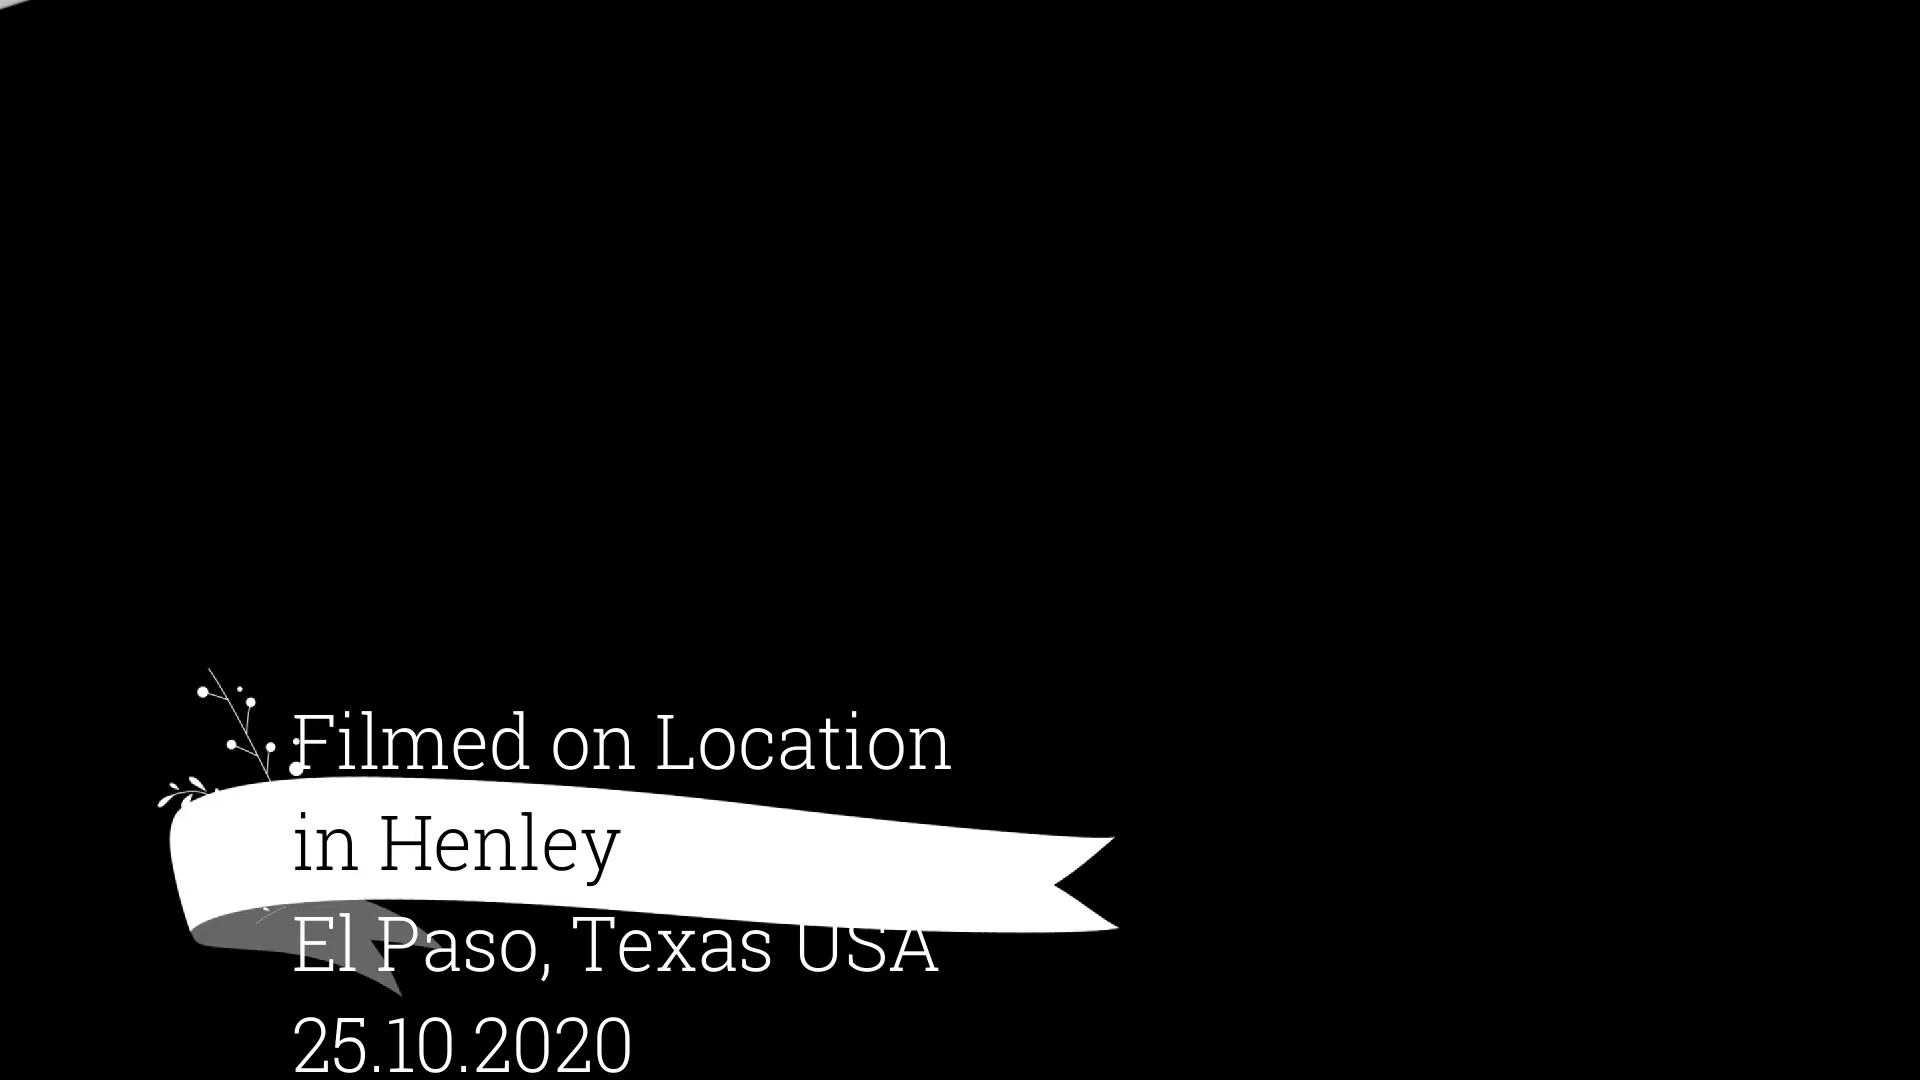 Filmed on Location
in Henley
El Paso, Texas USA
25.10.2020